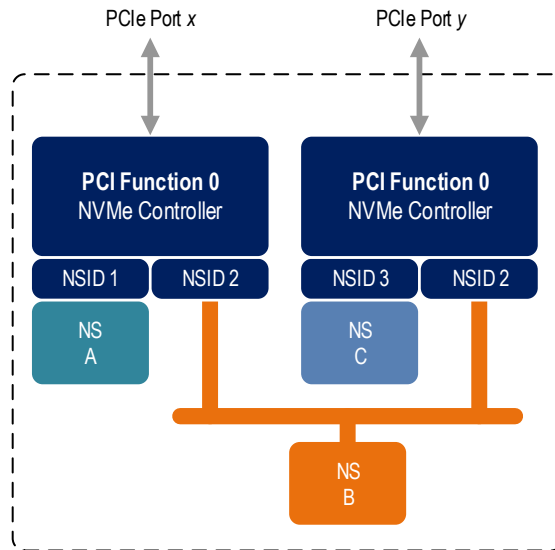 PCIe Port x
PCIe Port y
PCI Function 0
NVMe Controller
PCI Function 0
NVMe Controller
NSID 1
NSID 2
NSID 3
NSID 2
NS
A
NS
C
NS
B